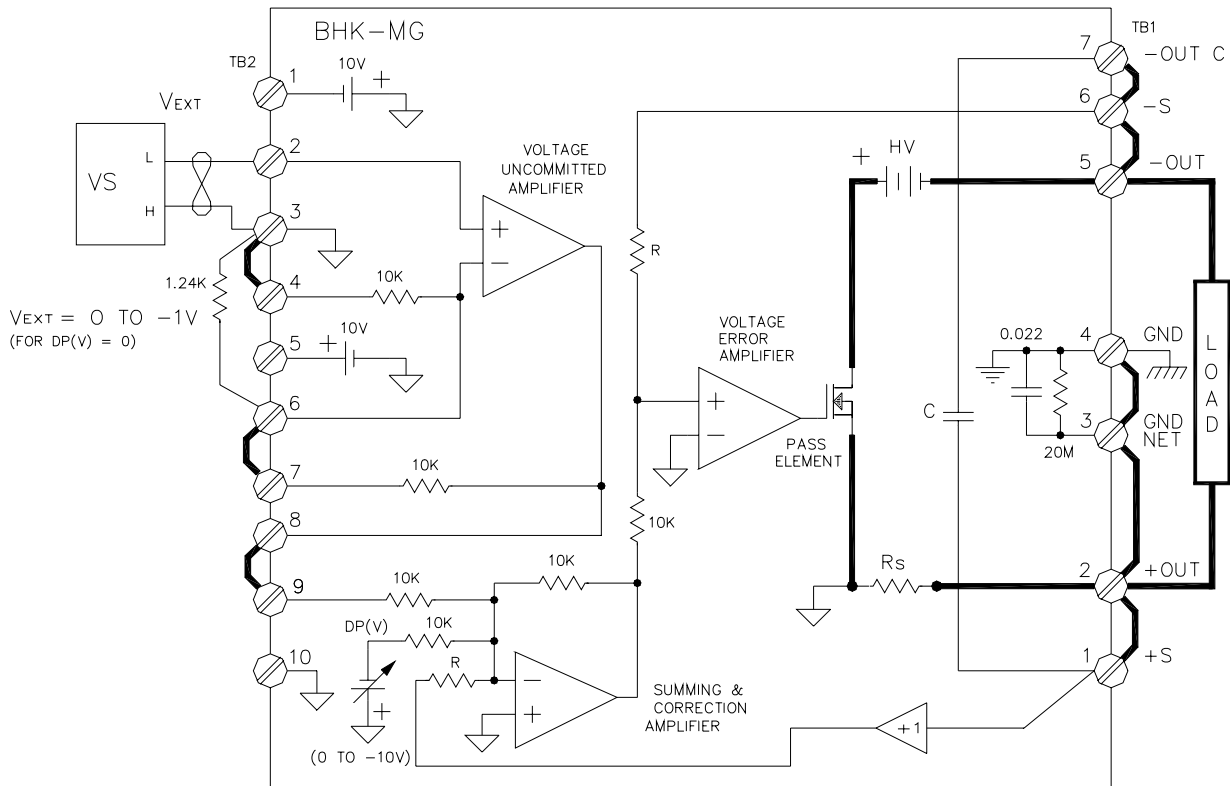 BHK-MG
TB2
TB1
1
10V
+
VEXT
VS
L
H
2
3
VOLTAGE
UNCOMMITTED
AMPLIFIER
+
−
1.24K
4
10K
VEXT = 0 TO -1V
(FOR DP(V) = 0)
5
+
10V
6
7
10K
8
9
10K
10K
DP(V)
10K
R
10
+
(0 TO -10V)
−
+
SUMMING &
CORRECTION
AMPLIFIER
R
10K
VOLTAGE
ERROR
AMPLIFIER
+
−
PASS
ELEMENT
+
HV
C
Rs
+1
7
-OUT C
6
-S
5
-OUT
0.022
20M
4
GND
3
GND
NET
2
+OUT
1
+S
LOAD